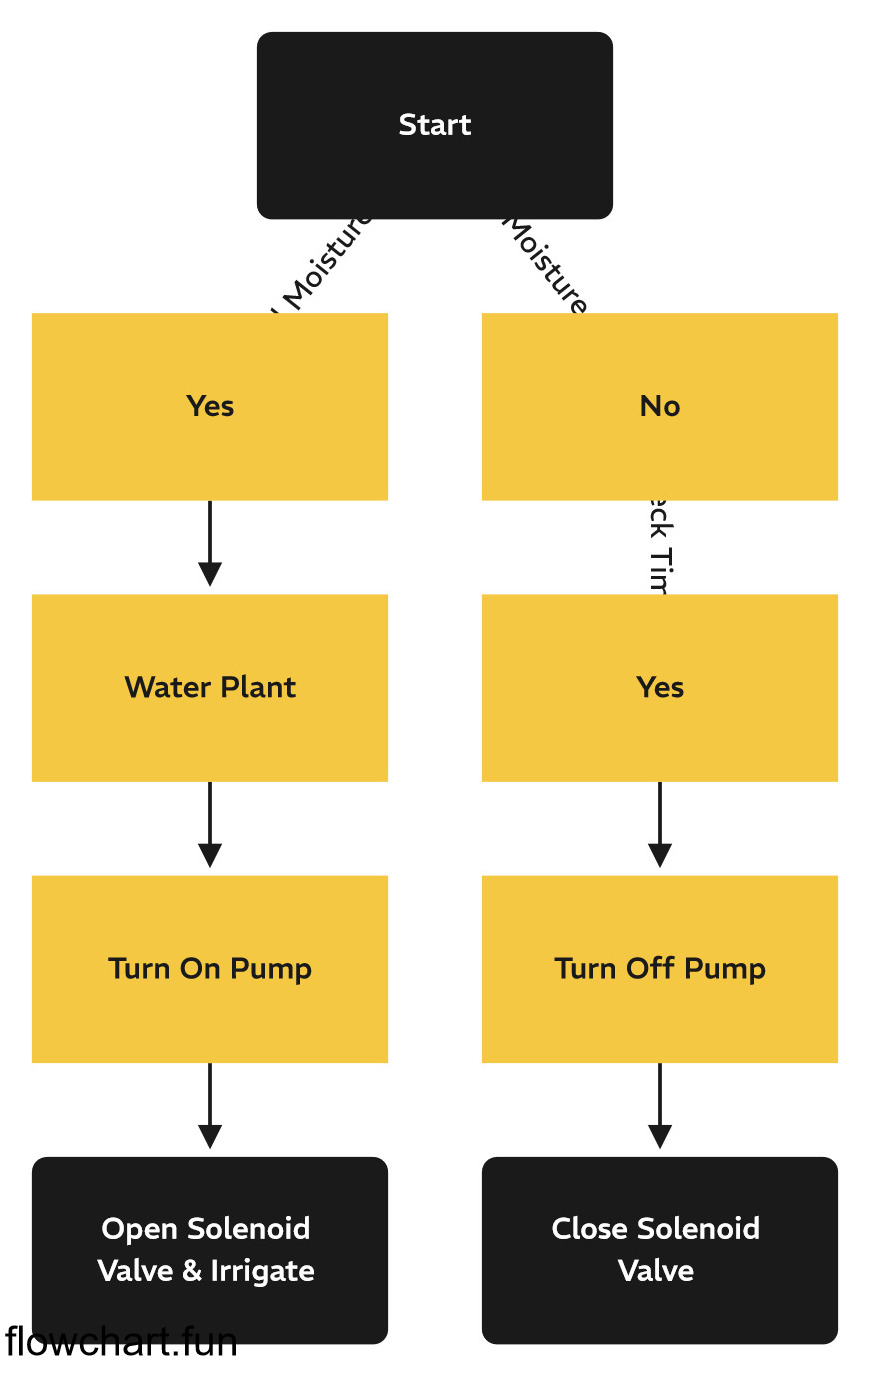 Start
Moisture
Moisture
Yes
No
Water Plant
Yes
Turn On Pump
Turn Off Pump
Open Solenoid
Valve & Irrigate
Close Solenoid
Valve
flowchart.fun